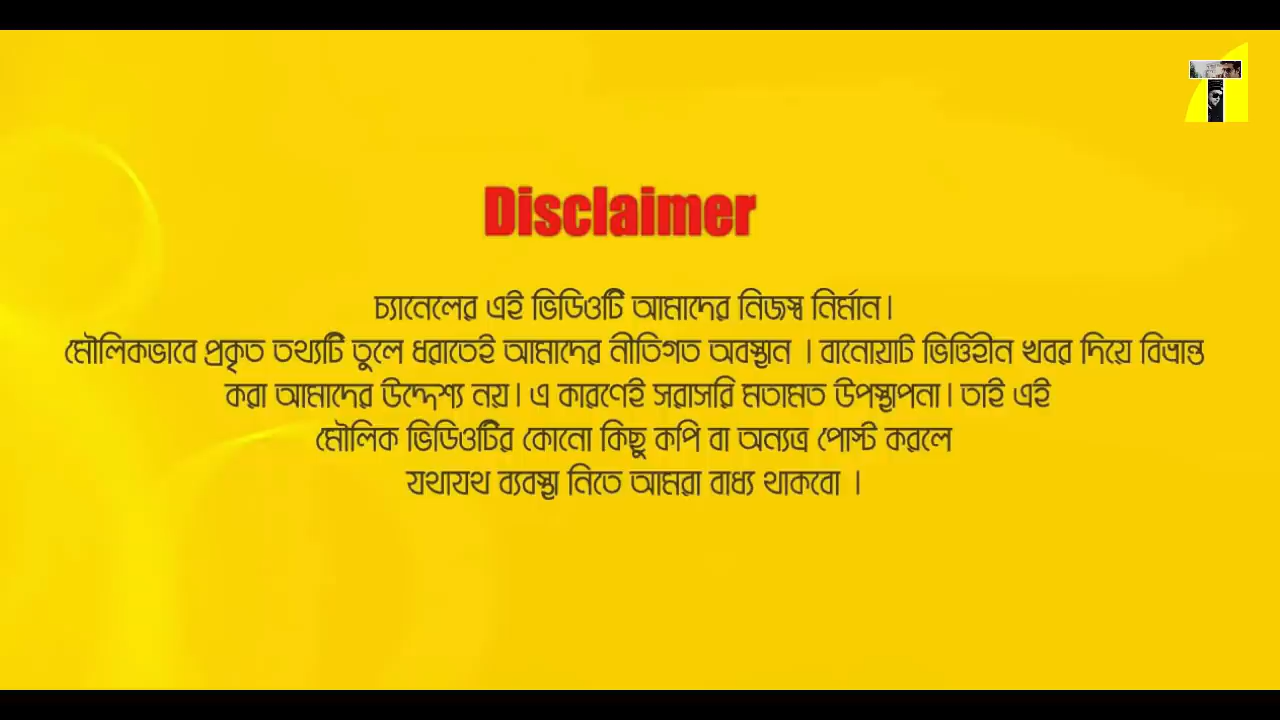 Disclaimer
চ্যানেলের এই ভিডিওটি আমাদের নিজস্ব নির্মান।
মৌলিকভাবে প্রকৃত তথ্যটি তুলে ধরাতেই আমাদের নীতিগত অবস্থান । বানোয়াট ভিত্তিহীন খবর দিয়ে বিভ্রান্ত
করা আমাদের উদ্দেশ্য নয়। এ কারণেই সরাসরি মতামত উপস্থাপনা। তাই এই
মৌলিক ভিডিওটির কোনো কিছু কপি বা অন্যত্র পোস্ট করলে
যথাযথ ব্যবস্থা নিতে আমরা বাধ্য থাকবো ।